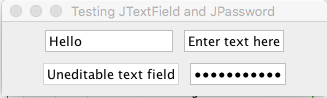 Testing JTextField and JPassword
Hello Enter text here
Uneditable text field ●●●●●●●●●●●